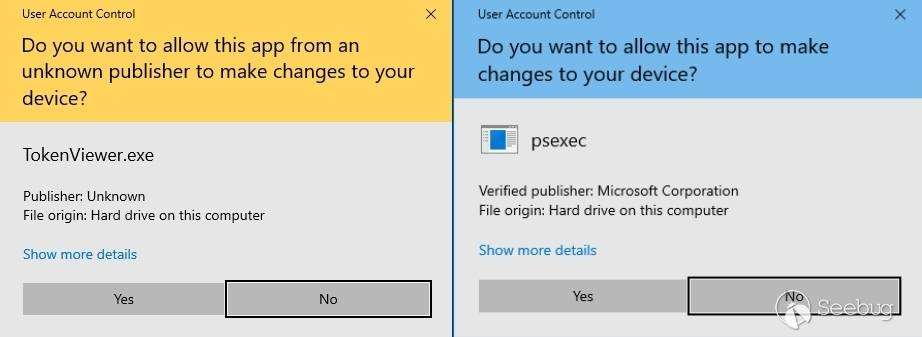 User Account Control
Do you want to allow this app from an
unknown publisher to make changes to your
device?
TokenViewer.exe
Publisher: Unknown
File origin: Hard drive on this computer
Show more details
Yes
No
User Account Control
Do you want to allow this app to make
changes to your device?
psexec
Verified publisher: Microsoft Corporation
File origin: Hard drive on this computer
Show more details
Yes
No
Seebug